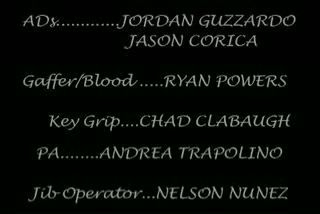 ADs.............JORDAN GUZZARDO
JASON CORICA
Gaffer/Blood .....RYAN POWERS
Key Grip....CHAD CLABAUGH
PA........ANDREA TRAPOLINO
Jib Operator...NELSON NUNEZ